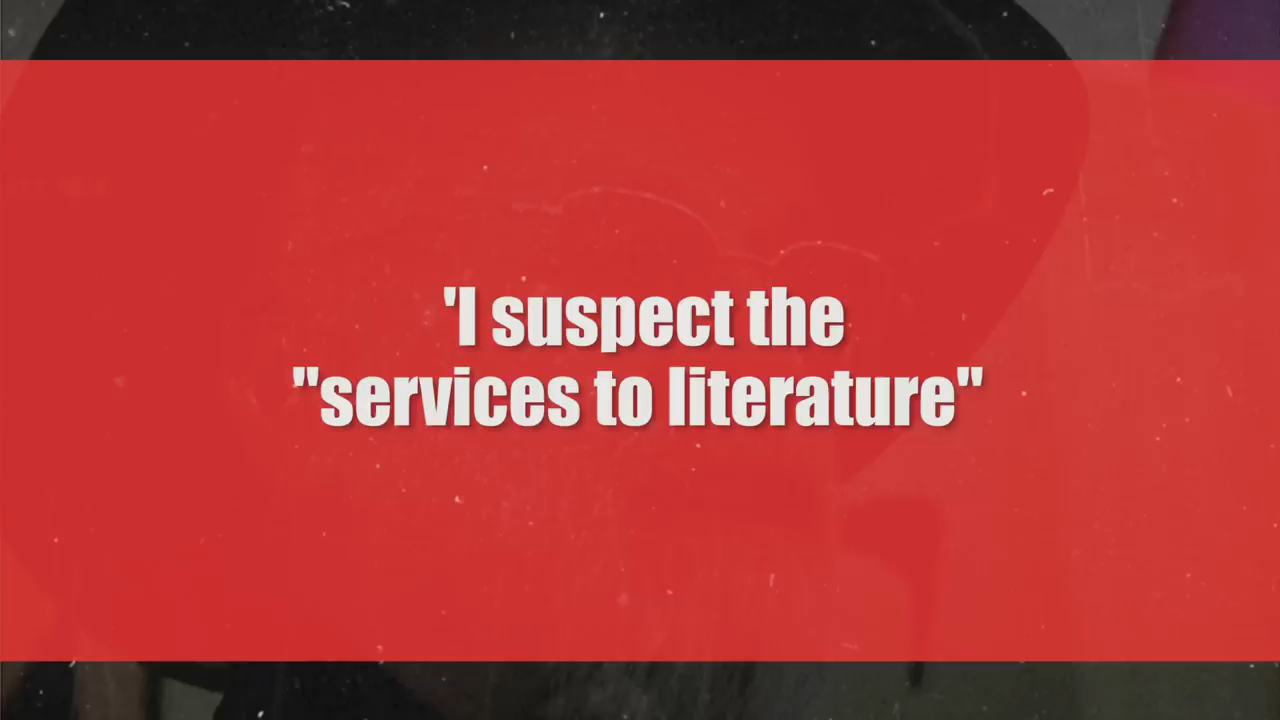 'I suspect the
"services to literature"